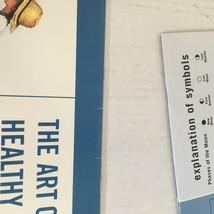 THE ART O
HEALTHY
explanation of symbols
Phases of the Moon